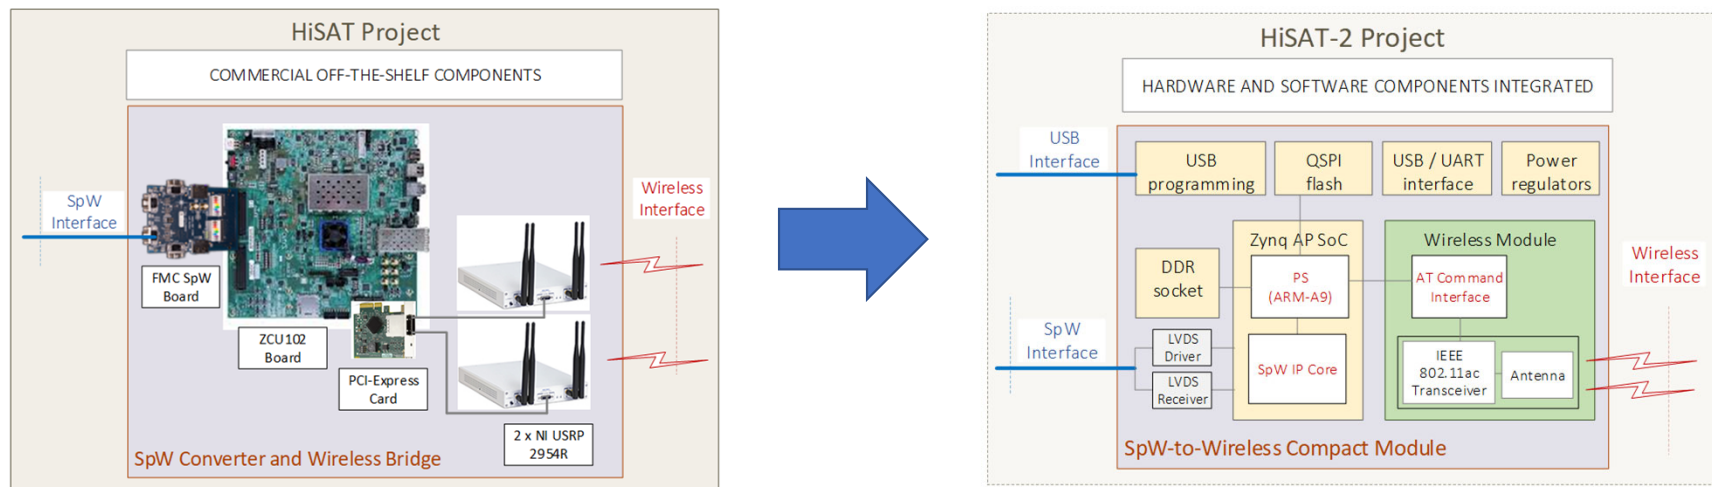 HiSAT Project
COMMERCIAL OFF-THE-SHELF COMPONENTS
SpW
Interface
Wireless
Interface
FMC SpW
Board
ZCU102
Board
PCI-Express
Card
2 x NI USRP
2954R
SpW Converter and Wireless Bridge
HiSAT-2 Project
HARDWARE AND SOFTWARE COMPONENTS INTEGRATED
USB
Interface
USB
programming
QSPI
flash
USB / UART
interface
Power
regulators
Zynq AP SoC
Wireless Module
DDR
socket
PS
(ARM-A9)
AT Command
Interface
Wireless
Interface
SpW
Interface
LVDS
Driver
LVDS
Receiver
SpW IP Core
IEEE
802.11ac
Transceiver
Antenna
SpW-to-Wireless Compact Module